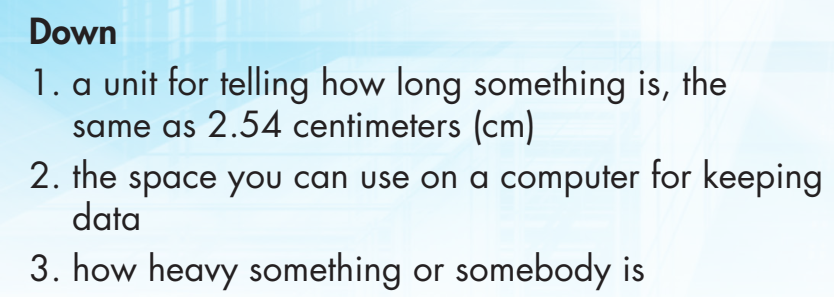 Down
1. a unit for telling how long something is, the
same as 2.54 centimeters (cm)
2. the space you can use on a computer for keeping
data
3. how heavy something or somebody is